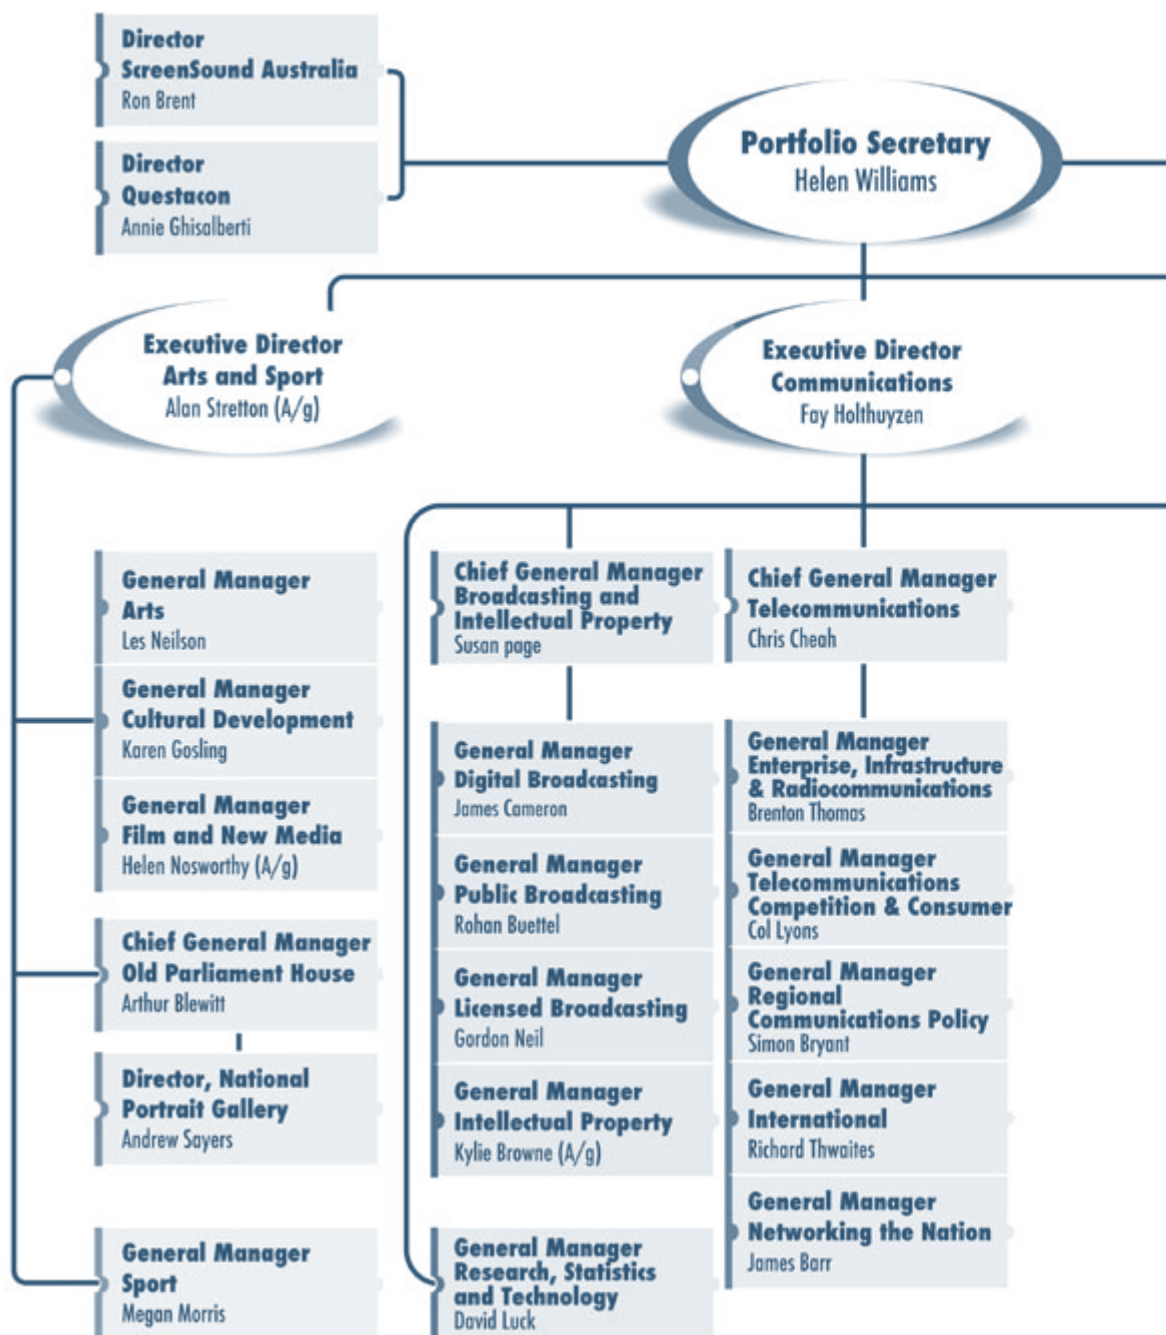 Director
ScreenSound Australia
Ron Brent
Director
Questacon
Annie Ghisalberti
Portfolio Secretary
Helen Williams
Executive Director
Arts and Sport
Alan Stretton (A/g)
Executive Director
Communications
Fay Holthuyzen
General Manager
Arts
Les Neilson
General Manager
Cultural Development
Karen Gosling
General Manager
Film and New Media
Helen Nosworthy (A/g)
Chief General Manager
Old Parliament House
Arthur Blewitt
Director, National
Portrait Gallery
Andrew Sayers
General Manager
Sport
Megan Morris
Chief General Manager
Broadcasting and
Intellectual Property
Susan page
General Manager
Digital Broadcasting
James Cameron
General Manager
Public Broadcasting
Rohan Buettel
General Manager
Licensed Broadcasting
Gordon Neil
General Manager
Intellectual Property
Kylie Browne (A/g)
General Manager
Research, Statistics
and Technology
David Luck
Chief General Manager
Telecommunications
Chris Cheah
General Manager
Enterprise, Infrastructure
& Radiocommunications
Brenton Thomas
General Manager
Telecommunications
Competition & Consumer
Col Lyons
General Manager
Regional
Communications Policy
Simon Bryant
General Manager
International
Richard Thwaites
General Manager
Networking the Nation
James Barr